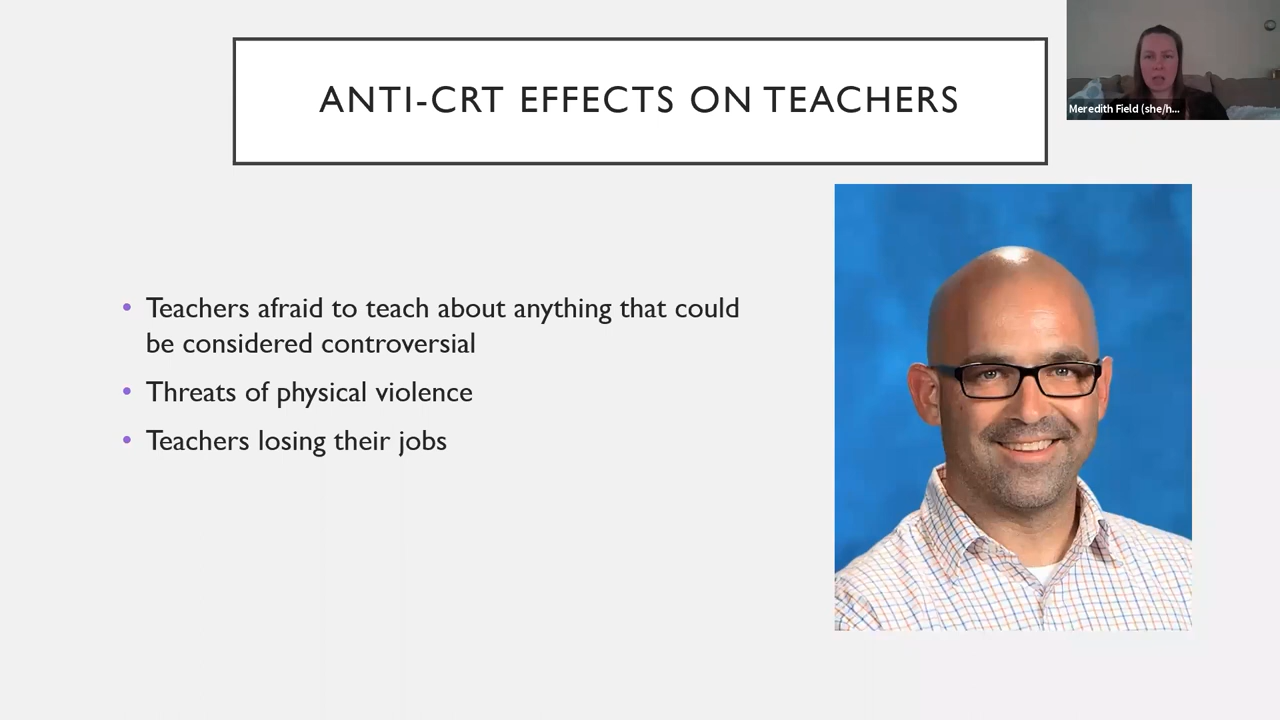 ANTI-CRT EFFECTS ON TEACHERS
Meredith Field (she/h...
• Teachers afraid to teach about anything that could
be considered controversial
• Threats of physical violence
• Teachers losing their jobs